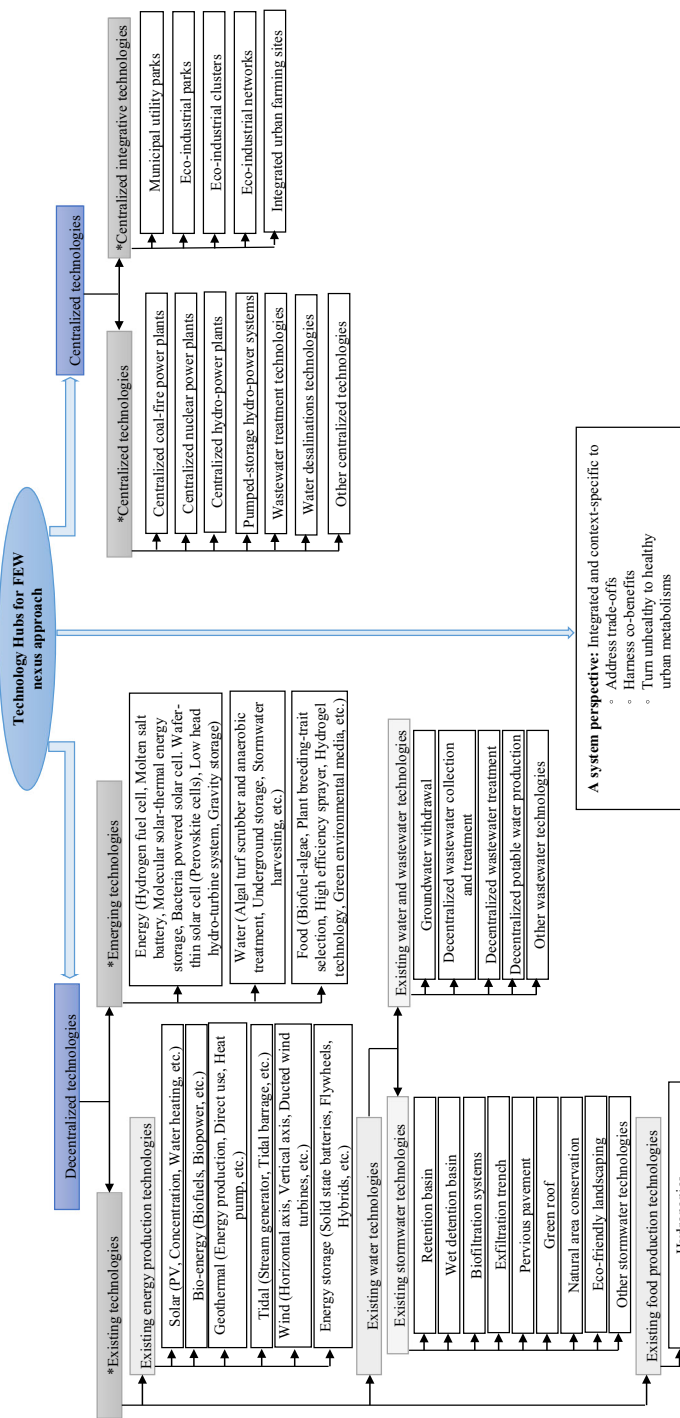 Technology Hubs for FEW
nexus approach
Decentralized technologies
Centralized technologies
*Existing technologies
*Emerging technologies
*Centralized technologies
*Centralized integrative technologies
Existing energy production technologies
Solar (PV, Concentration, Water heating, etc.)
Bio-energy (Biofuels, Biopower, etc.)
Geothermal (Energy production, Direct use, Heat
pump, etc.)
Tidal (Stream generator, Tidal barrage, etc.)
Wind (Horizontal axis, Vertical axis, Ducted wind
turbines, etc.)
Energy storage (Solid state batteries, Flywheels,
Hybrids, etc.)
Existing water technologies
Existing stormwater technologies
Retention basin
Wet detention basin
Biofiltration systems
Exfiltration trench
Pervious pavement
Green roof
Natural area conservation
Eco-friendly landscaping
Other stormwater technologies
Existing food production technologies
Energy (Hydrogen fuel cell, Molten salt
battery, Molecular solar-thermal energy
storage, Bacteria powered solar cell. Wafer-
thin solar cell (Perovskite cells), Low head
hydro-turbine system, Gravity storage)
Water (Algal turf scrubber and anaerobic
treatment, Underground storage, Stormwater
harvesting, etc.)
Food (Biofuel-algae, Plant breeding-trait
selection, High efficiency sprayer, Hydrogel
technology, Green environmental media, etc.)
Existing water and wastewater technologies
Groundwater withdrawal
Decentralized wastewater collection
and treatment
Decentralized wastewater treatment
Decentralized potable water production
Other wastewater technologies
Centralized coal-fire power plants
Centralized nuclear power plants
Centralized hydro-power plants
Pumped-storage hydro-power systems
Wastewater treatment technologies
Water desalinations technologies
Other centralized technologies
Municipal utility parks
Eco-industrial parks
Eco-industrial clusters
Eco-industrial networks
Integrated urban farming sites
A system perspective: Integrated and context-specific to
◦ Address trade-offs
◦ Harness co-benefits
◦ Turn unhealthy to healthy
urban metabolisms